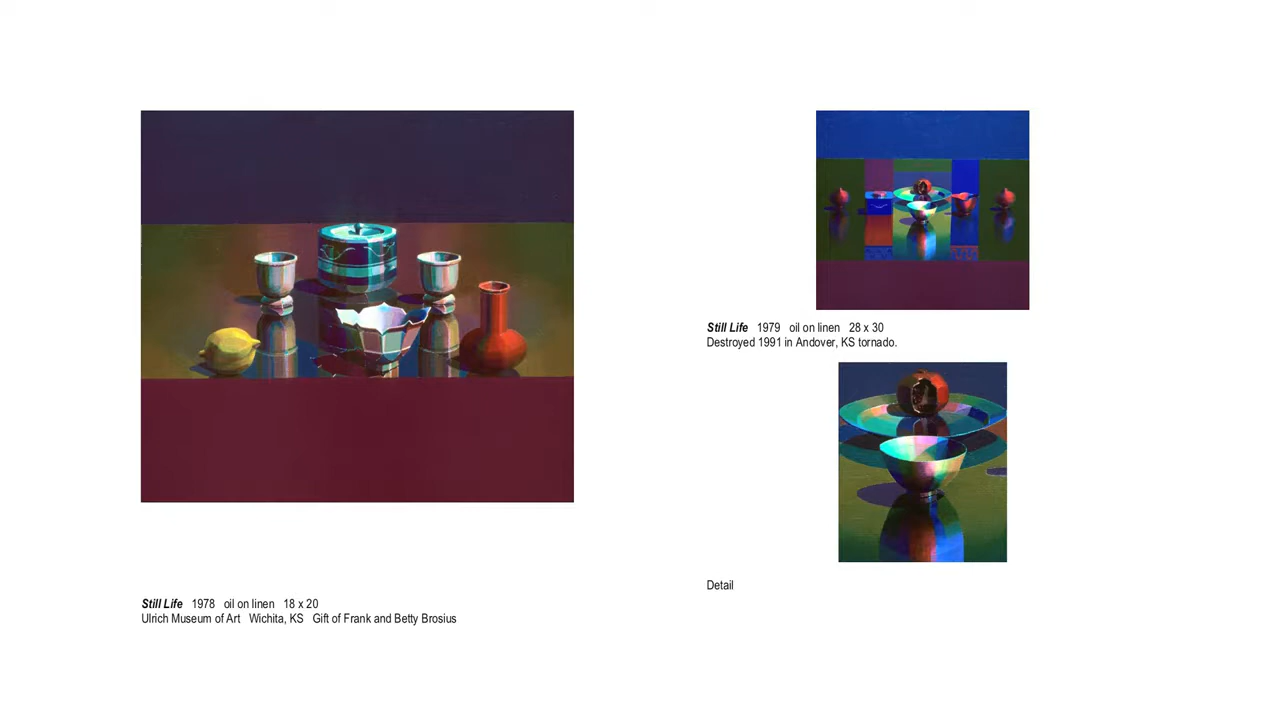 Still Life 1978 oil on linen 18 x 20
Ulrich Museum of Art Wichita, KS Gift of Frank and Betty Brosius
Still Life 1979 oil on linen 28 x 30
Destroyed 1991 in Andover, KS tornado.
Detail